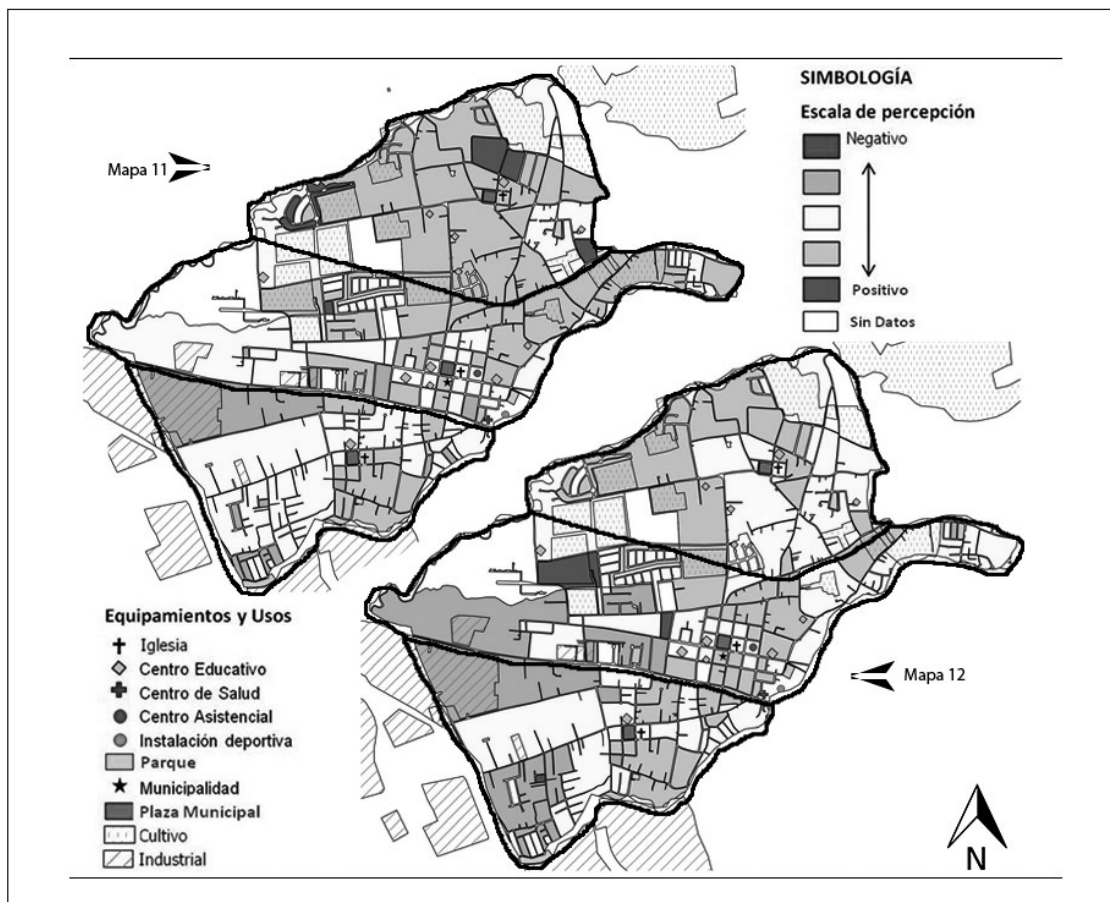 Mapa 11
SIMBOLOGÍA
Escala de percepción
Negativo
Positivo
Sin Datos
Equipamientos y Usos
Iglesia
Centro Educativo
Centro de Salud
Centro Asistencial
Instalación deportiva
Parque
Municipalidad
Plaza Municipal
Cultivo
Industrial
Mapa 12
N